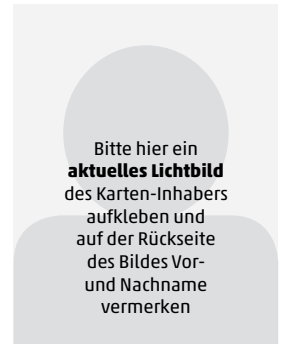 Bitte hier ein
aktuelles Lichtbild
des Karten-Inhabers
aufkleben und
auf der Rückseite
des Bildes Vor-
und Nachname
vermerken